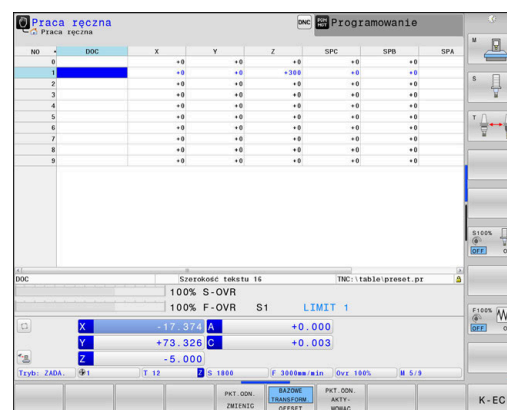 Praca ręczna
Praca ręczna
DNC
Programowanie
NO DOC X Y Z SPC SPB SPA
0 +0 +0 +0 +0 +0
1 +0 +0 +300 +0 +0
2 +0 +0 +0 +0 +0
3 +0 +0 +0 +0 +0
4 +0 +0 +0 +0 +0
5 +0 +0 +0 +0 +0
6 +0 +0 +0 +0 +0
7 +0 +0 +0 +0 +0
8 +0 +0 +0 +0 +0
9 +0 +0 +0 +0 +0
DOC Szerokość tekstu 16 TNC:\table\preset.pr
100% S-OVR
100% F-OVR S1 LIMIT 1
X -17.374 A +0.000
Y +73.326 C +0.003
Z -5.000
Tryb: ZADA. 1 T 12 Z S 1800 F 3000mm/min Ovr 100% M 5/9
PKT.ODN. ZMIENIC
BAZOWE TRANSFORM. OFFSET
PKT.ODN. AKTY-
K-EC
M
S
T
S100%
OFF
F100%
OFF